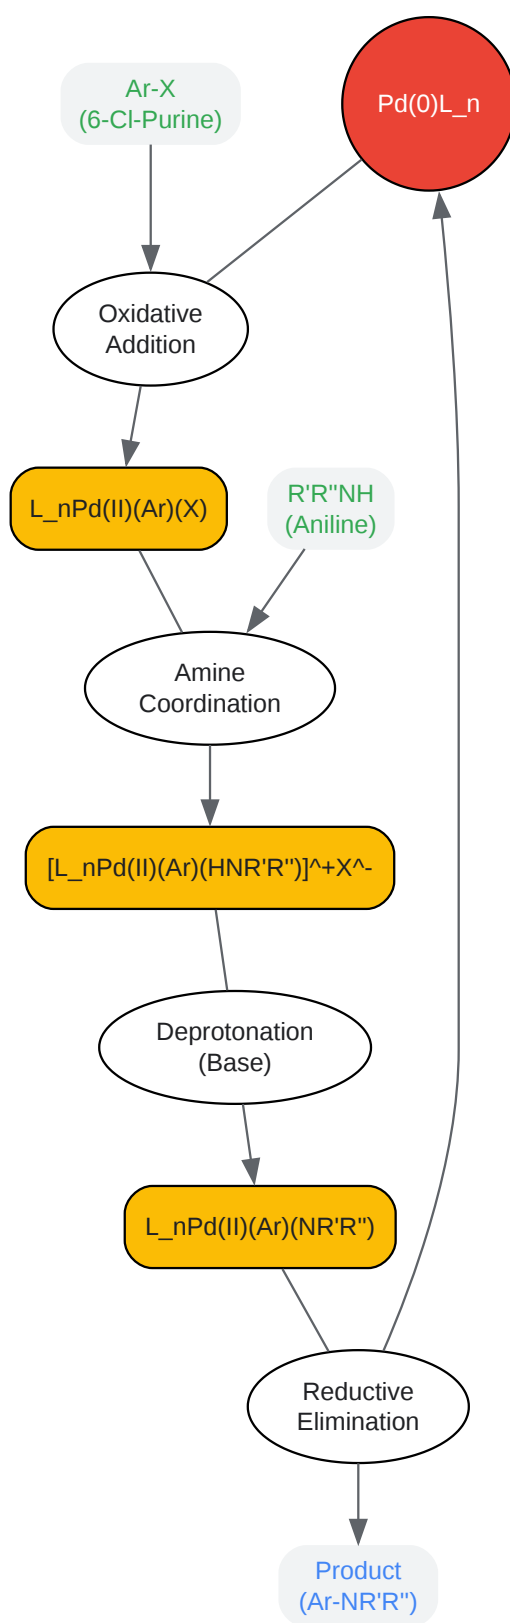 Ar-X
(6-Cl-Purine)
Pd(0)L_n
Oxidative
Addition
L_nPd(II)(Ar)(X)
R'R"NH
(Aniline)
Amine
Coordination
[L_nPd(II)(Ar)(HNR'R")]^+X^-
Deprotonation
(Base)
L_nPd(II)(Ar)(NR'R")
Reductive
Elimination
Product
(Ar-NR'R")